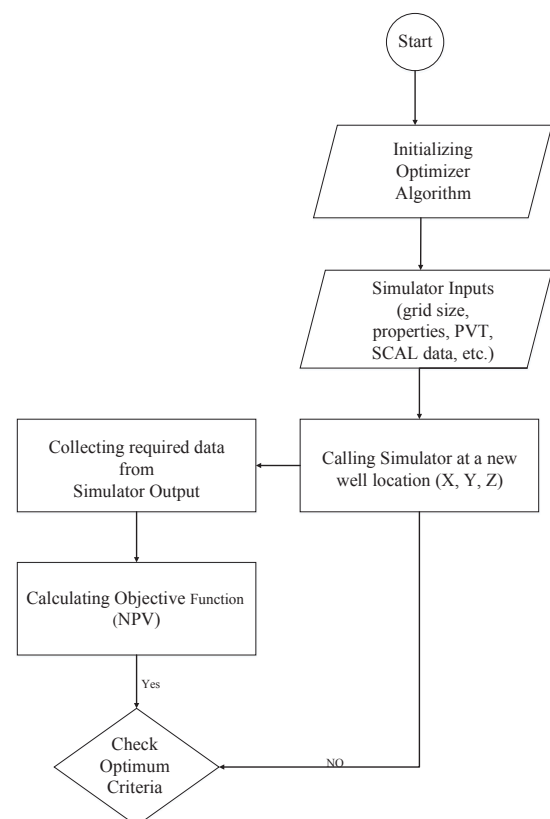 Start
Initializing
Optimizer
Algorithm
Simulator Inputs
(grid size,
properties, PVT,
SCAL data, etc.)
Calling Simulator at a new
well location (X, Y, Z)
Collecting required data
from
Simulator Output
Calculating Objective Function
(NPV)
Yes
Check
Optimum
Criteria
NO